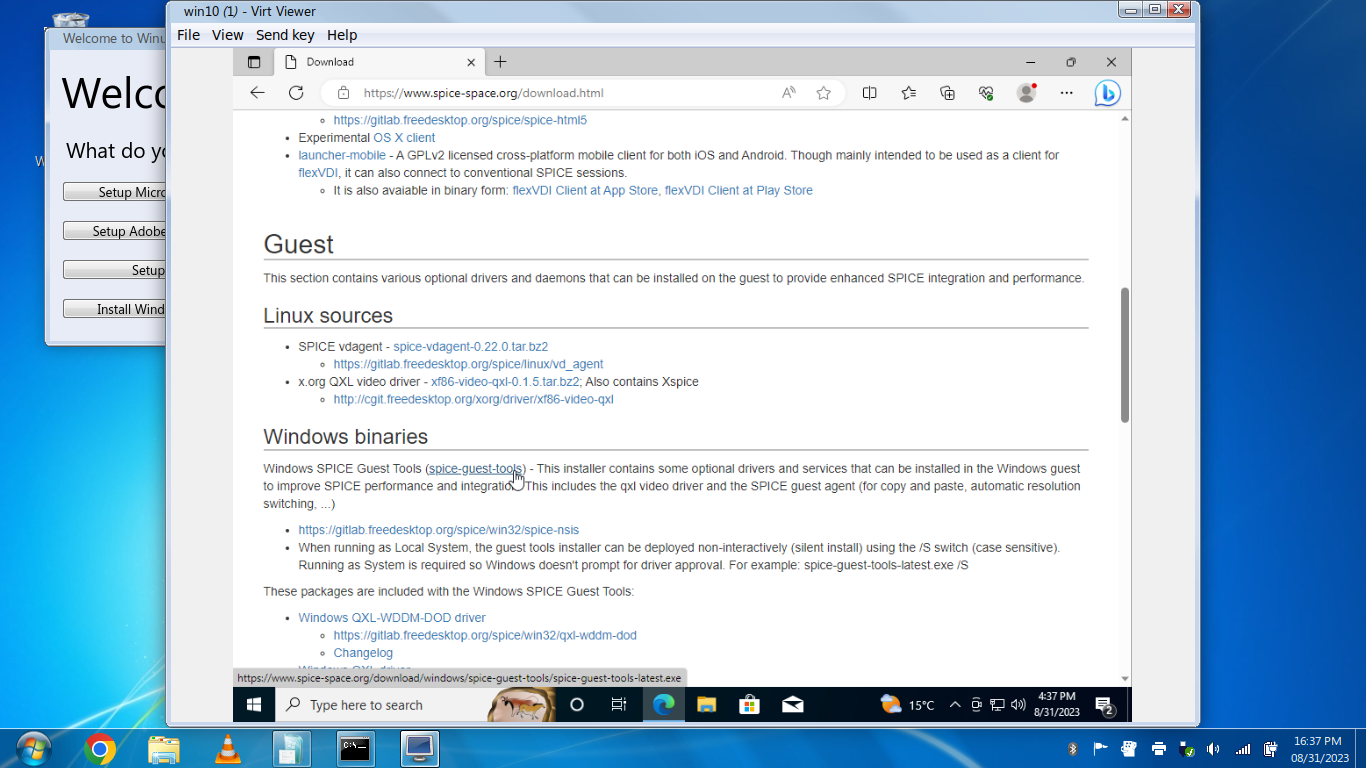 win10 (1) - Virt Viewer
File View Send key Help
Welcome to Winu
Welco
What do yo
Setup Micro
Setup Adobe
Setup
Install Wind
W
Download
https://www.spice-space.org/download.html
https://gitlab.freedesktop.org/spice/spice-html5
Experimental OS X client
launcher-mobile - A GPLv2 licensed cross-platform mobile client for both iOS and Android. Though mainly intended to be used as a client for
flexVDI, it can also connect to conventional SPICE sessions.
It is also avaiable in binary form: flexVDI Client at App Store, flexVDI Client at Play Store
Guest
This section contains various optional drivers and daemons that can be installed on the guest to provide enhanced SPICE integration and performance.
Linux sources
SPICE vdagent - spice-vdagent-0.22.0.tar.bz2
https://gitlab.freedesktop.org/spice/linux/vd_agent
x.org QXL video driver - xf86-video-qxl-0.1.5.tar.bz2; Also contains Xspice
http://cgit.freedesktop.org/xorg/driver/xf86-video-qxl
Windows binaries
Windows SPICE Guest Tools (spice-guest-tools) - This installer contains some optional drivers and services that can be installed in the Windows guest
to improve SPICE performance and integration. This includes the qxl video driver and the SPICE guest agent (for copy and paste, automatic resolution
switching, ...)
https://gitlab.freedesktop.org/spice/win32/spice-nsis
When running as Local System, the guest tools installer can be deployed non-interactively (silent install) using the /S switch (case sensitive).
Running as System is required so Windows doesn't prompt for driver approval. For example: spice-guest-tools-latest.exe /S
These packages are included with the Windows SPICE Guest Tools:
Windows QXL-WDDM-DOD driver
https://gitlab.freedesktop.org/spice/win32/qxl-wddm-dod
Changelog
Windows QXL driver
https://www.spice-space.org/download/windows/spice-guest-tools/spice-guest-tools-latest.exe
Type here to search
15°C
4:37 PM
8/31/2023
2
C:\
16:37 PM
08/31/2023